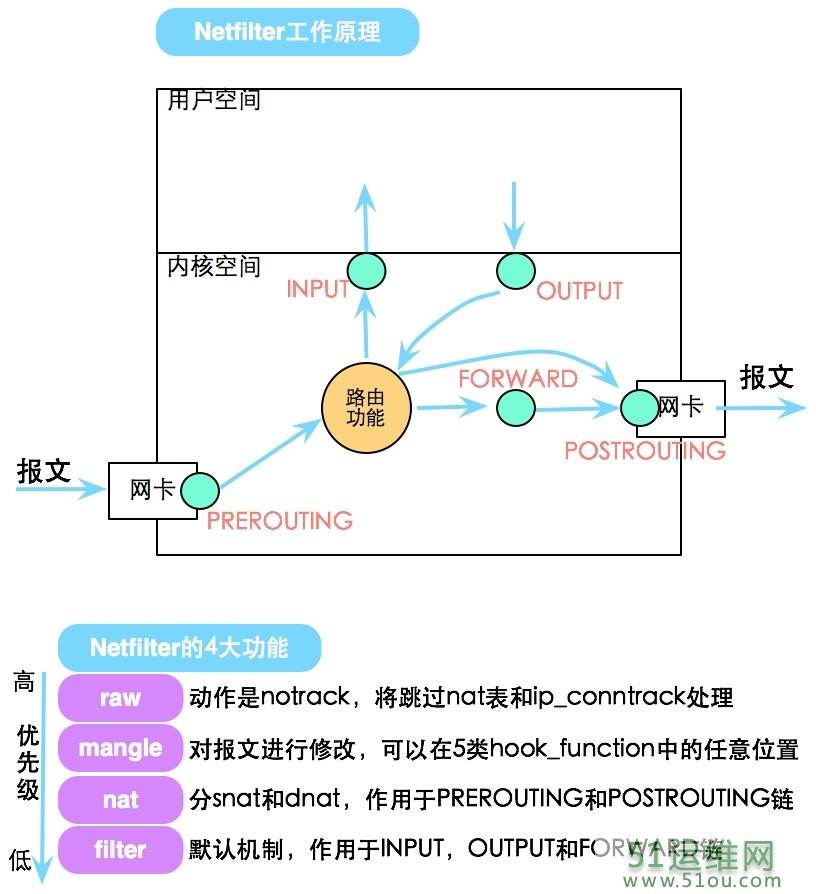 Netfilter工作原理
用户空间
内核空间
INPUT
OUTPUT
路由
功能
FORWARD
报文
网卡
POSTROUTING
报文
网卡
PREROUTING
Netfilter的4大功能
高
优先级
低
raw 动作是notrack，将跳过nat表和ip_conntrack处理
mangle 对报文进行修改，可以在5类hook_function中的任意位置
nat 分snat和dnat，作用于PREROUTING和POSTROUTING链
filter 默认机制，作用于INPUT，OUTPUT和FORWARD链
51运维网
www.51ou.com